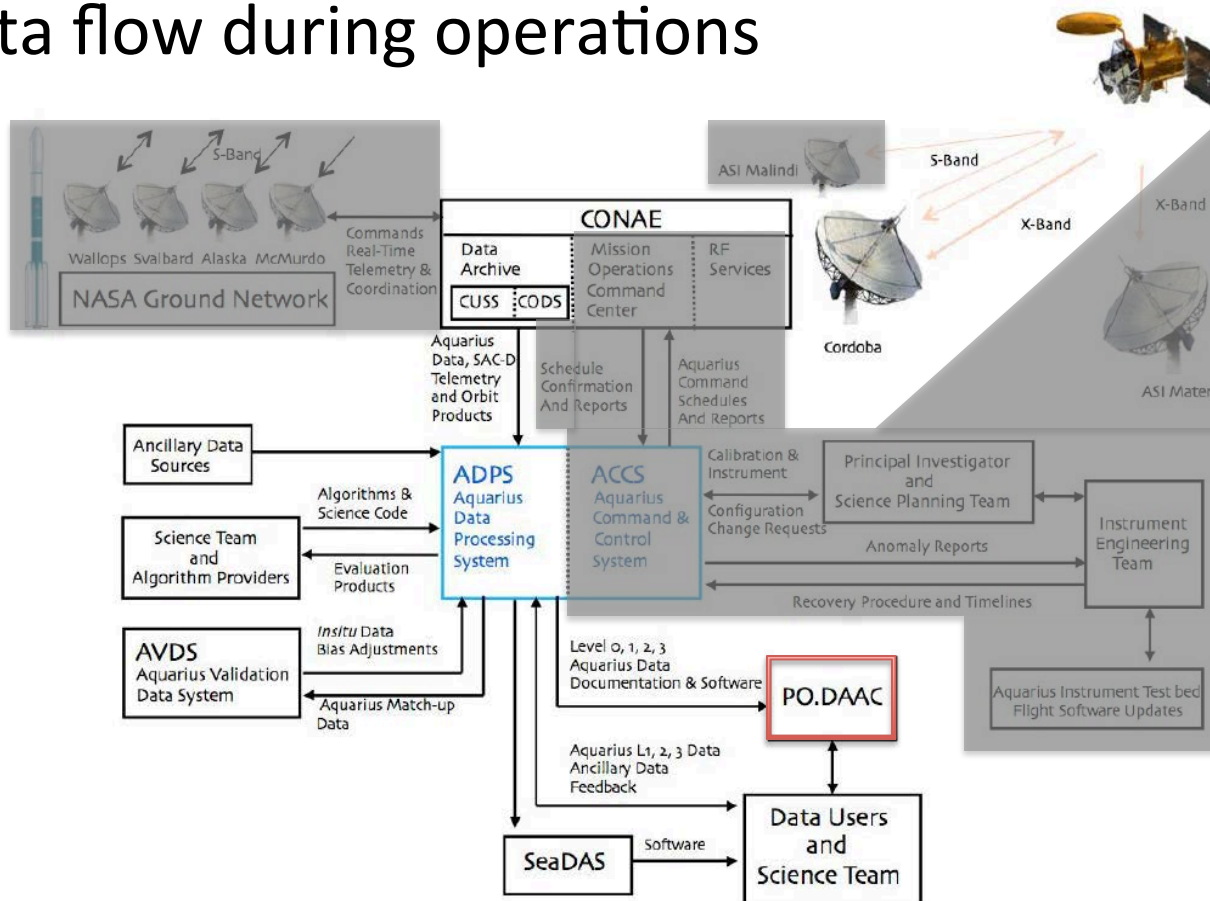 ta flow during operations
S-Band
Wallops Svalbard Alaska McMurdo
NASA Ground Network
Commands
Real-Time
Telemetry &
Coordination
CONAE
Data
Archive
CUSS
CODS
Mission
Operations
Command
Center
RF
Services
ASI Malindi
S-Band
X-Band
X-Band
Cordoba
ASI Mater
Aquarius
Data, SAC-D
Telemetry
and Orbit
Products
Schedule
Confirmation
And Reports
Aquarius
Command
Schedules
And Reports
Ancillary Data
Sources
Algorithms &
Science Code
Science Team
and
Algorithm Providers
Evaluation
Products
ADPS
Aquarius
Data
Processing
System
ACCS
Aquarius
Command &
Control
System
Calibration &
Instrument
Configuration
Change Requests
Principal Investigator
and
Science Planning Team
Anomaly Reports
Instrument
Engineering
Team
Recovery Procedure and Timelines
Insitu Data
Bias Adjustments
AVDS
Aquarius Validation
Data System
Aquarius Match-up
Data
Level 0, 1, 2, 3
Aquarius Data
Documentation & Software
PO.DAAC
Aquarius Instrument Test bed
Flight Software Updates
Aquarius L1, 2, 3 Data
Ancillary Data
Feedback
SeaDAS
Software
Data Users
and
Science Team